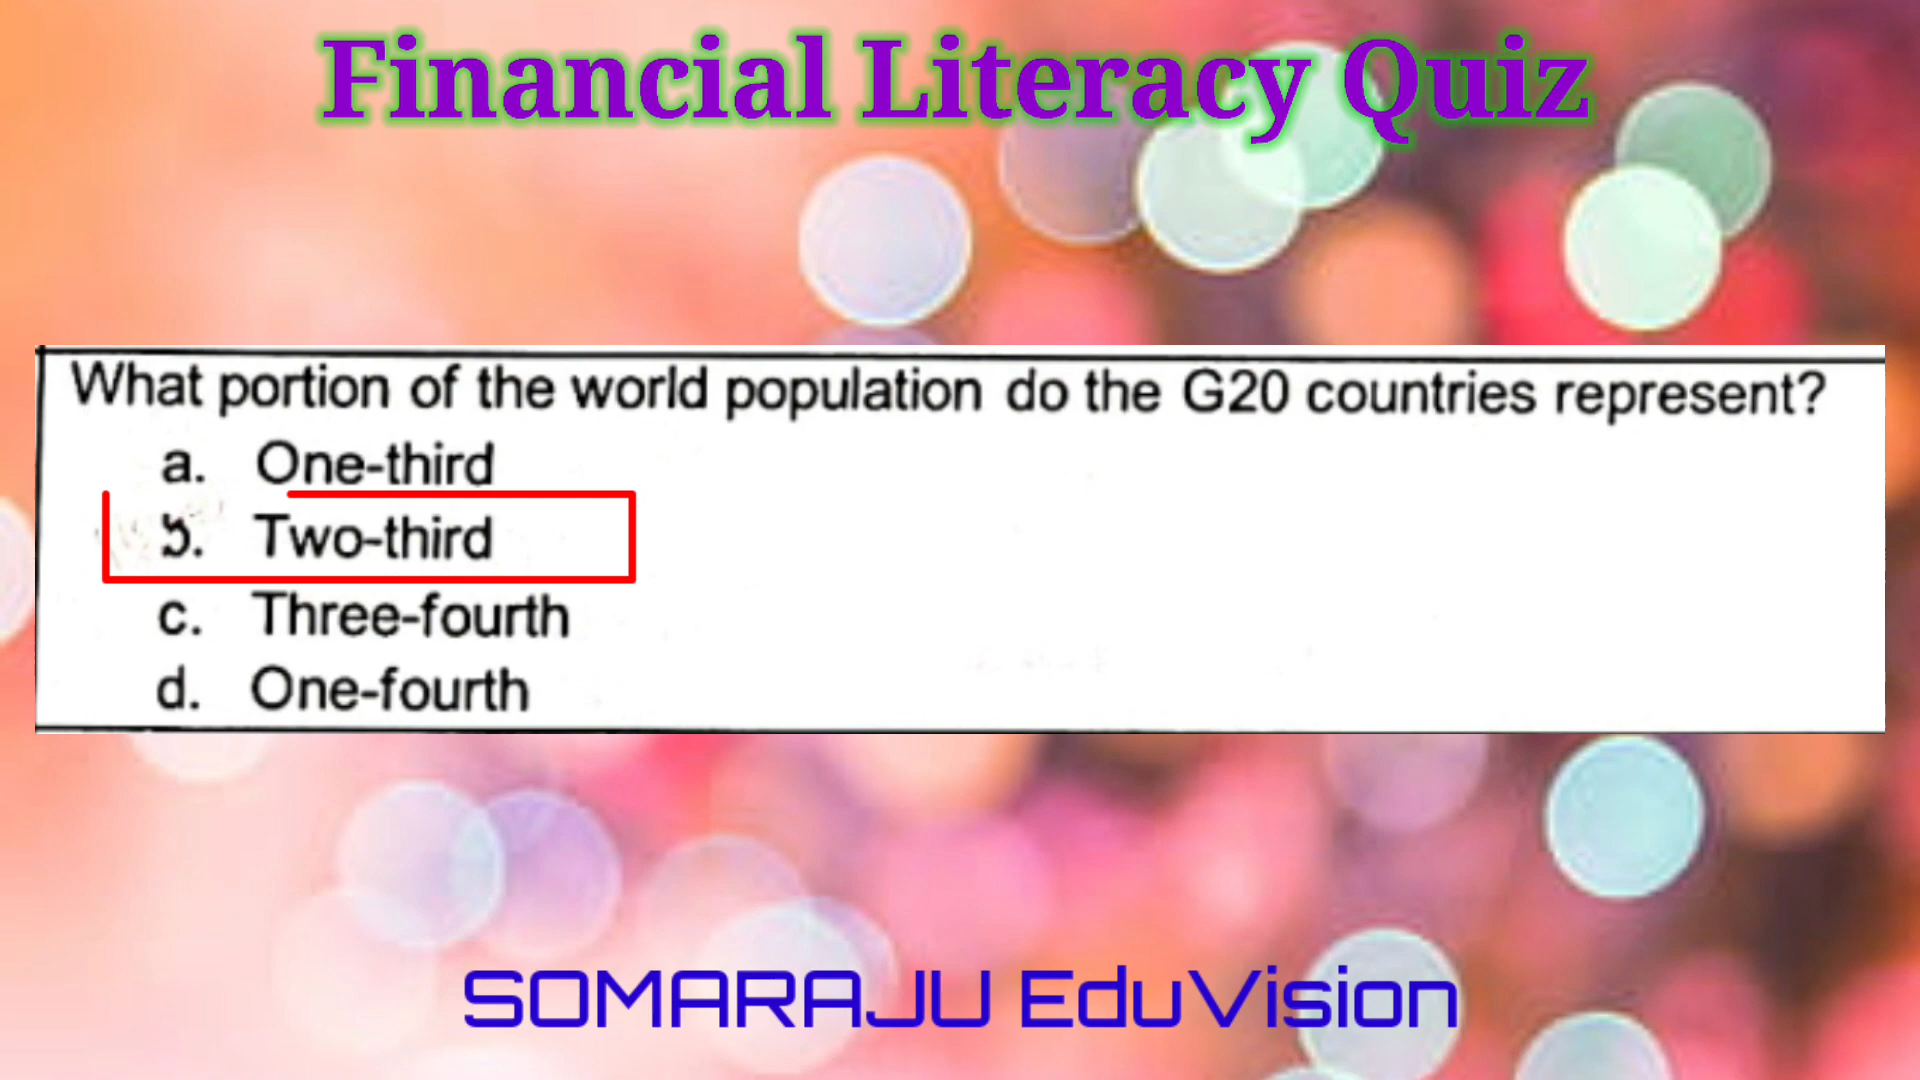 Financial Literacy Quiz
What portion of the world population do the G20 countries represent?
a. One-third
b. Two-third
c. Three-fourth
d. One-fourth
SOMARAJU EduVision